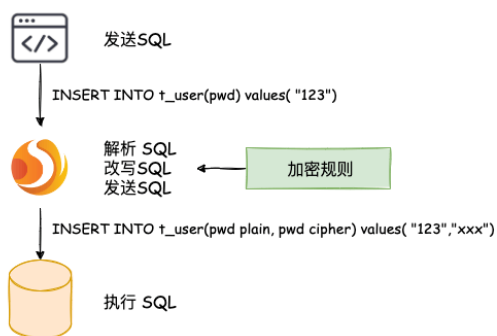 </>
发送SQL
INSERT INTO t_user(pwd) values( "123")
解析 SQL
改写SQL
发送SQL
加密规则
INSERT INTO t_user(pwd plain, pwd cipher) values( "123","xxx")
执行 SQL